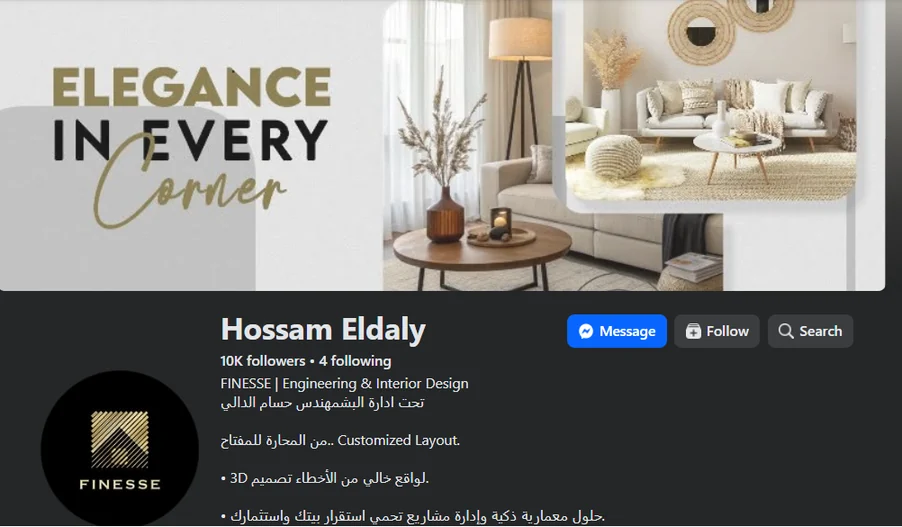 ELEGANCE
IN EVERY
Corner
Hossam Eldaly
Message
Follow
Search
10K followers • 4 following
FINESSE | Engineering & Interior Design
تحت ادارة البشمهندس حسام الدالي
من المحارة للمفتاح.. Customized Layout.
• 3D لواقع خالي من الأخطاء تصميم.
• حلول معمارية ذكية وإدارة مشاريع تحمي استقرار بيتك واستثمارك.
FINESSE